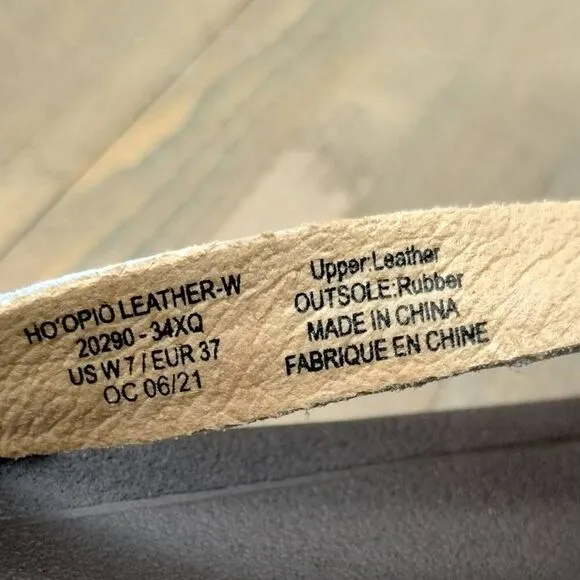 HO'OPIO LEATHER-W
20290-34XQ
US W 7 / EUR 37
OC 06/21
Upper:Leather
OUTSOLE:Rubber
MADE IN CHINA
FABRIQUE EN CHINE